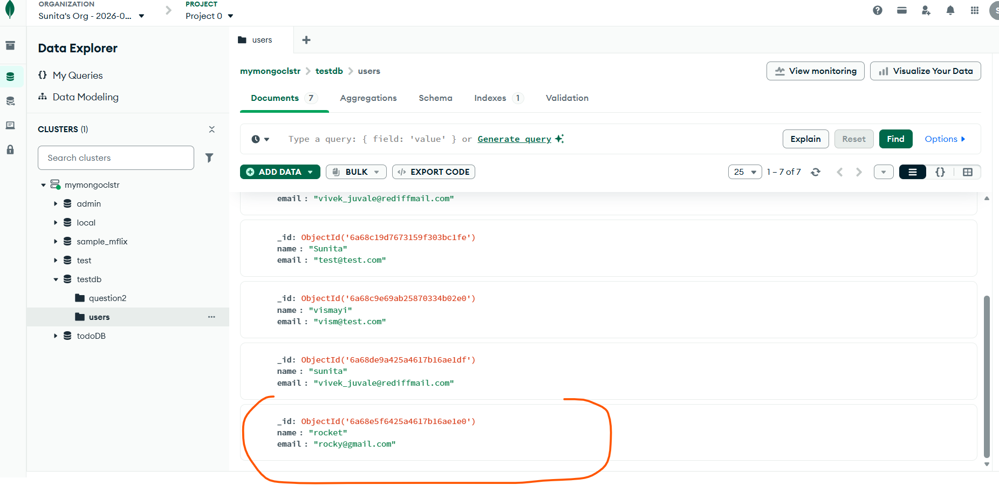 ORGANIZATION
Sunita's Org - 2026-0...
PROJECT
Project 0
Data Explorer
My Queries
Data Modeling
CLUSTERS (1)
Search clusters
mymongoclstr
admin
local
sample_mflix
test
testdb
question2
users
todoDB
users
mymongoclstr > testdb > users
View monitoring
Visualize Your Data
Documents 7
Aggregations
Schema
Indexes 1
Validation
Type a query: { field: 'value' } or Generate query
Explain
Reset
Find
Options
ADD DATA
BULK
EXPORT CODE
25
1 – 7 of 7
email : "vivek_juvale@rediffmail.com"
_id: ObjectId('6a68c19d7673159f303bc1fe')
name : "Sunita"
email : "test@test.com"
_id: ObjectId('6a68c9e69ab25870334b02e0')
name : "vismayi"
email : "vism@test.com"
_id: ObjectId('6a68de9a425a4617b16ae1df')
name : "sunita"
email : "vivek_juvale@rediffmail.com"
_id: ObjectId('6a68e5f6425a4617b16ae1e0')
name : "rocket"
email : "rocky@gmail.com"